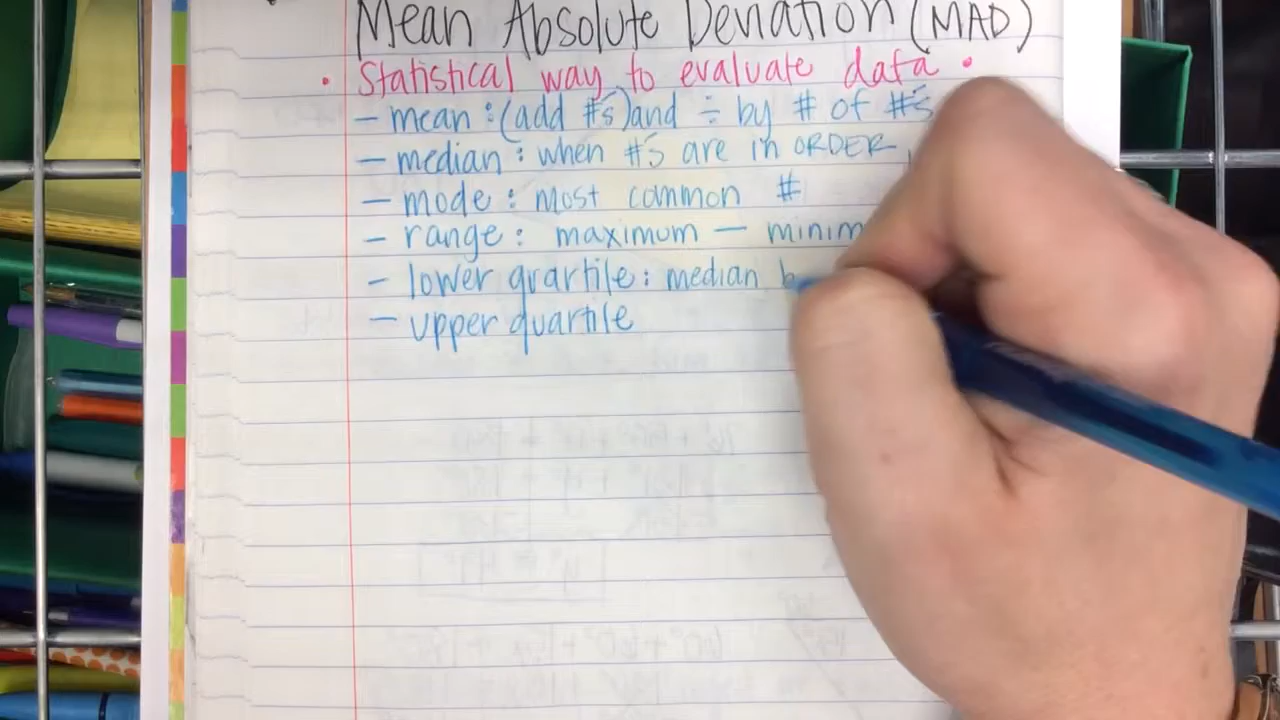 Mean Absolute Deviation (MAD)
• Statistical way to evaluate data •
- mean : (add #'s) and ÷ by # of #'s
- median : when #'s are in ORDER,
- mode : most common #
- range : maximum - minim
- lower quartile : median b
- upper quartile